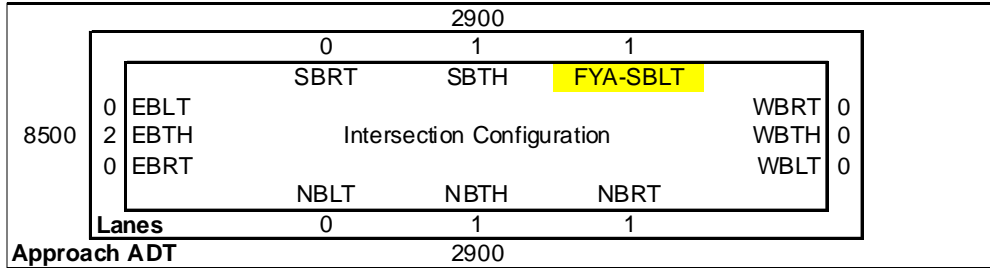 2900
0 1 1
SBRT SBTH FYA-SBLT
0 EBLT WBRT 0
8500 2 EBTH Intersection Configuration WBTH 0
0 EBRT WBLT 0
NBLT NBTH NBRT
Lanes 0 1 1
Approach ADT 2900